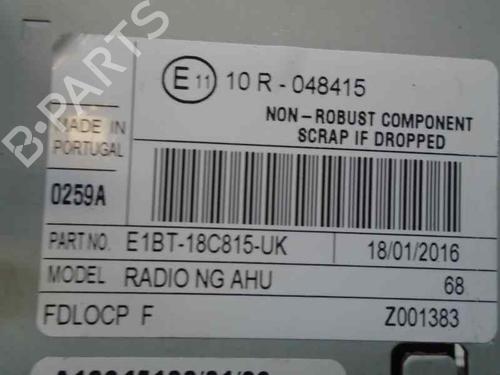 E 11 10 R - 048415
NON - ROBUST COMPONENT
SCRAP IF DROPPED
MADE IN
PORTUGAL
B-PARTS
0259A
PART NO. E1BT-18C815-UK 18/01/2016
MODEL RADIO NG AHU 68
FDLOCP F Z001383